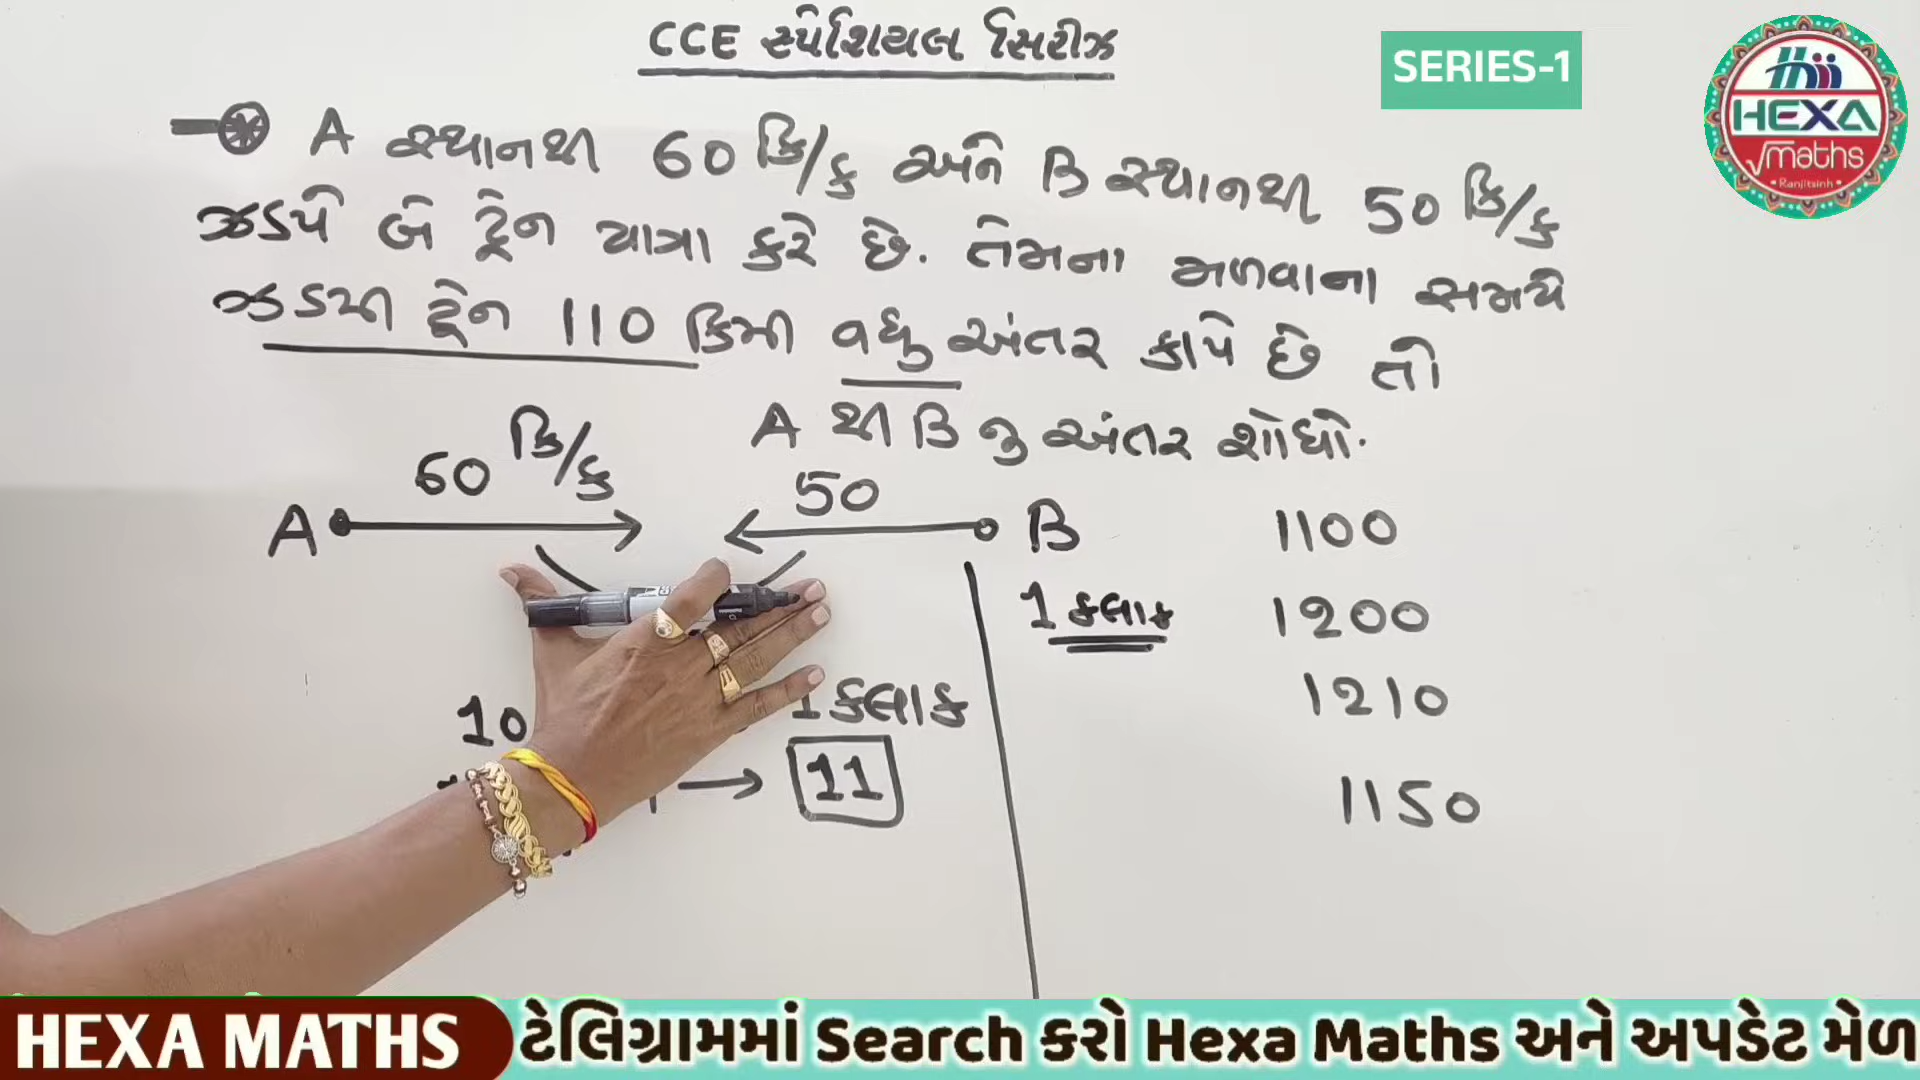 CCE સ્પેશિયલ સિરીઝ
SERIES-1
HEXA
√maths
Ranjitsinh
A સ્થાનથી 60 કિ/ક અને B સ્થાનથી 50 કિ/ક
ઝડપે બે ટ્રેન યાત્રા કરે છે. તેમના મળવાના સમયે
ઝડપી ટ્રેન 110 કિમી વધુ અંતર કાપે છે તો
A થી B નુ અંતર શોધો.
60 કિ/ક 50
A B
1100
1 કલાક 1200
10 1 કલાક 1210
→ 11 1150
HEXA MATHS ટેલિગ્રામમાં Search કરો Hexa Maths અને અપડેટ મેળ